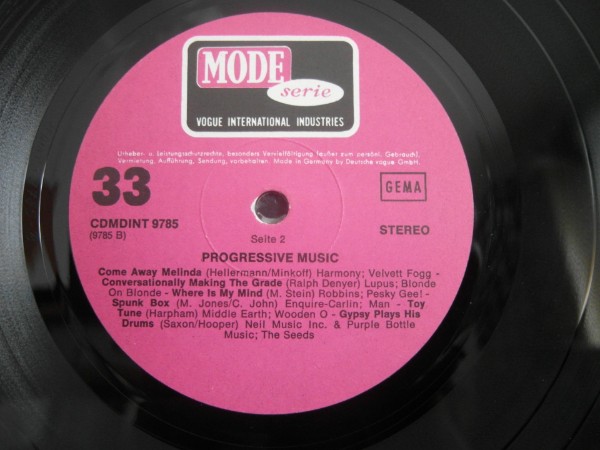 MODE
serie
VOGUE INTERNATIONAL INDUSTRIES
Urheber- u. Leistungsschutzrechte, besonders Vervielfältigung (außer zum persönl. Gebrauch),
Vermietung, Aufführung, Sendung, vorbehalten. Made in Germany by Deutsche vogue GmbH.
33
GEMA
CDMDINT 9785
(9785 B)
Seite 2
STEREO
PROGRESSIVE MUSIC
Come Away Melinda (Hellermann/Minkoff) Harmony; Velvett Fogg -
Conversationally Making The Grade (Ralph Denyer) Lupus; Blonde
On Blonde - Where Is My Mind (M. Stein) Robbins; Pesky Gee! -
Spunk Box (M. Jones/C. John) Enquire-Carlin; Man - Toy
Tune (Harpham) Middle Earth; Wooden O - Gypsy Plays His
Drums (Saxon/Hooper) Neil Music Inc. & Purple Bottle
Music; The Seeds